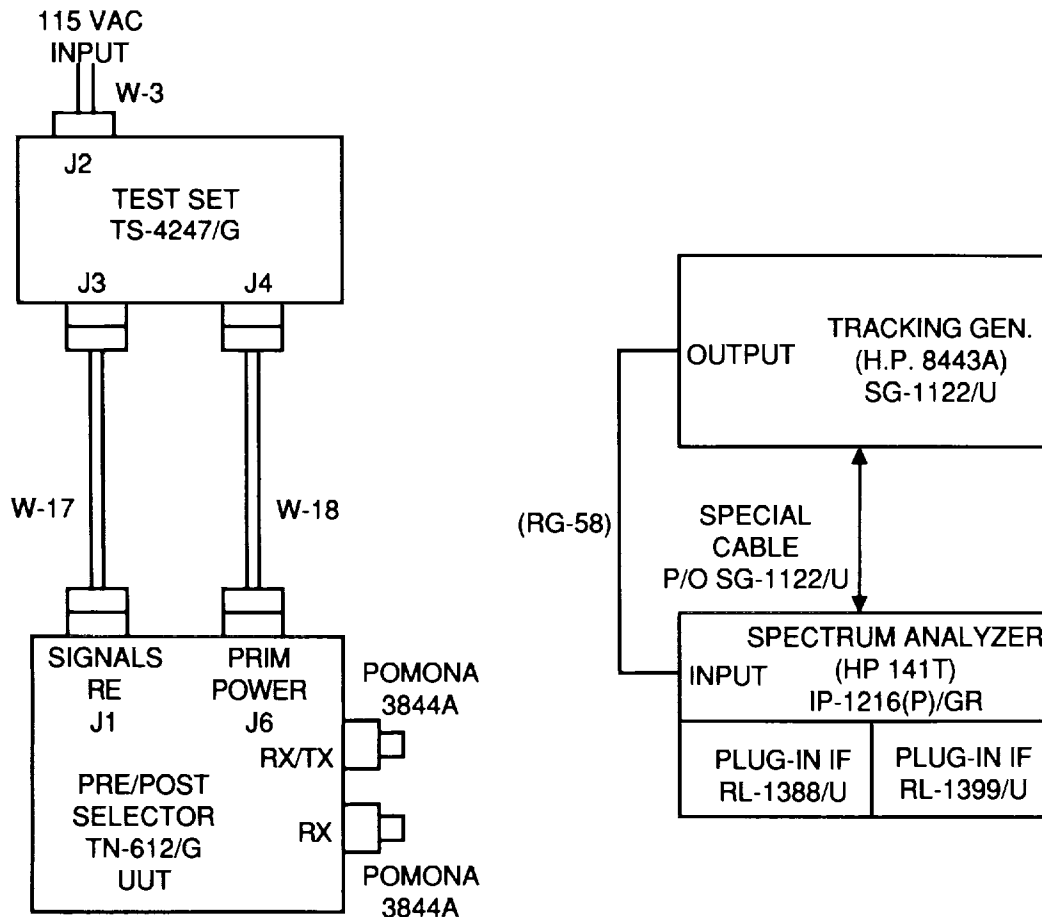 115 VAC
INPUT
W-3
J2
TEST SET
TS-4247/G
J3
J4
W-17
W-18
SIGNALS
RE
J1
PRIM
POWER
J6
RX/TX
POMONA
3844A
PRE/POST
SELECTOR
TN-612/G
UUT
RX
POMONA
3844A
OUTPUT
TRACKING GEN.
(H.P. 8443A)
SG-1122/U
(RG-58)
SPECIAL
CABLE
P/O SG-1122/U
SPECTRUM ANALYZER
(HP 141T)
IP-1216(P)/GR
INPUT
PLUG-IN IF
RL-1388/U
PLUG-IN IF
RL-1399/U